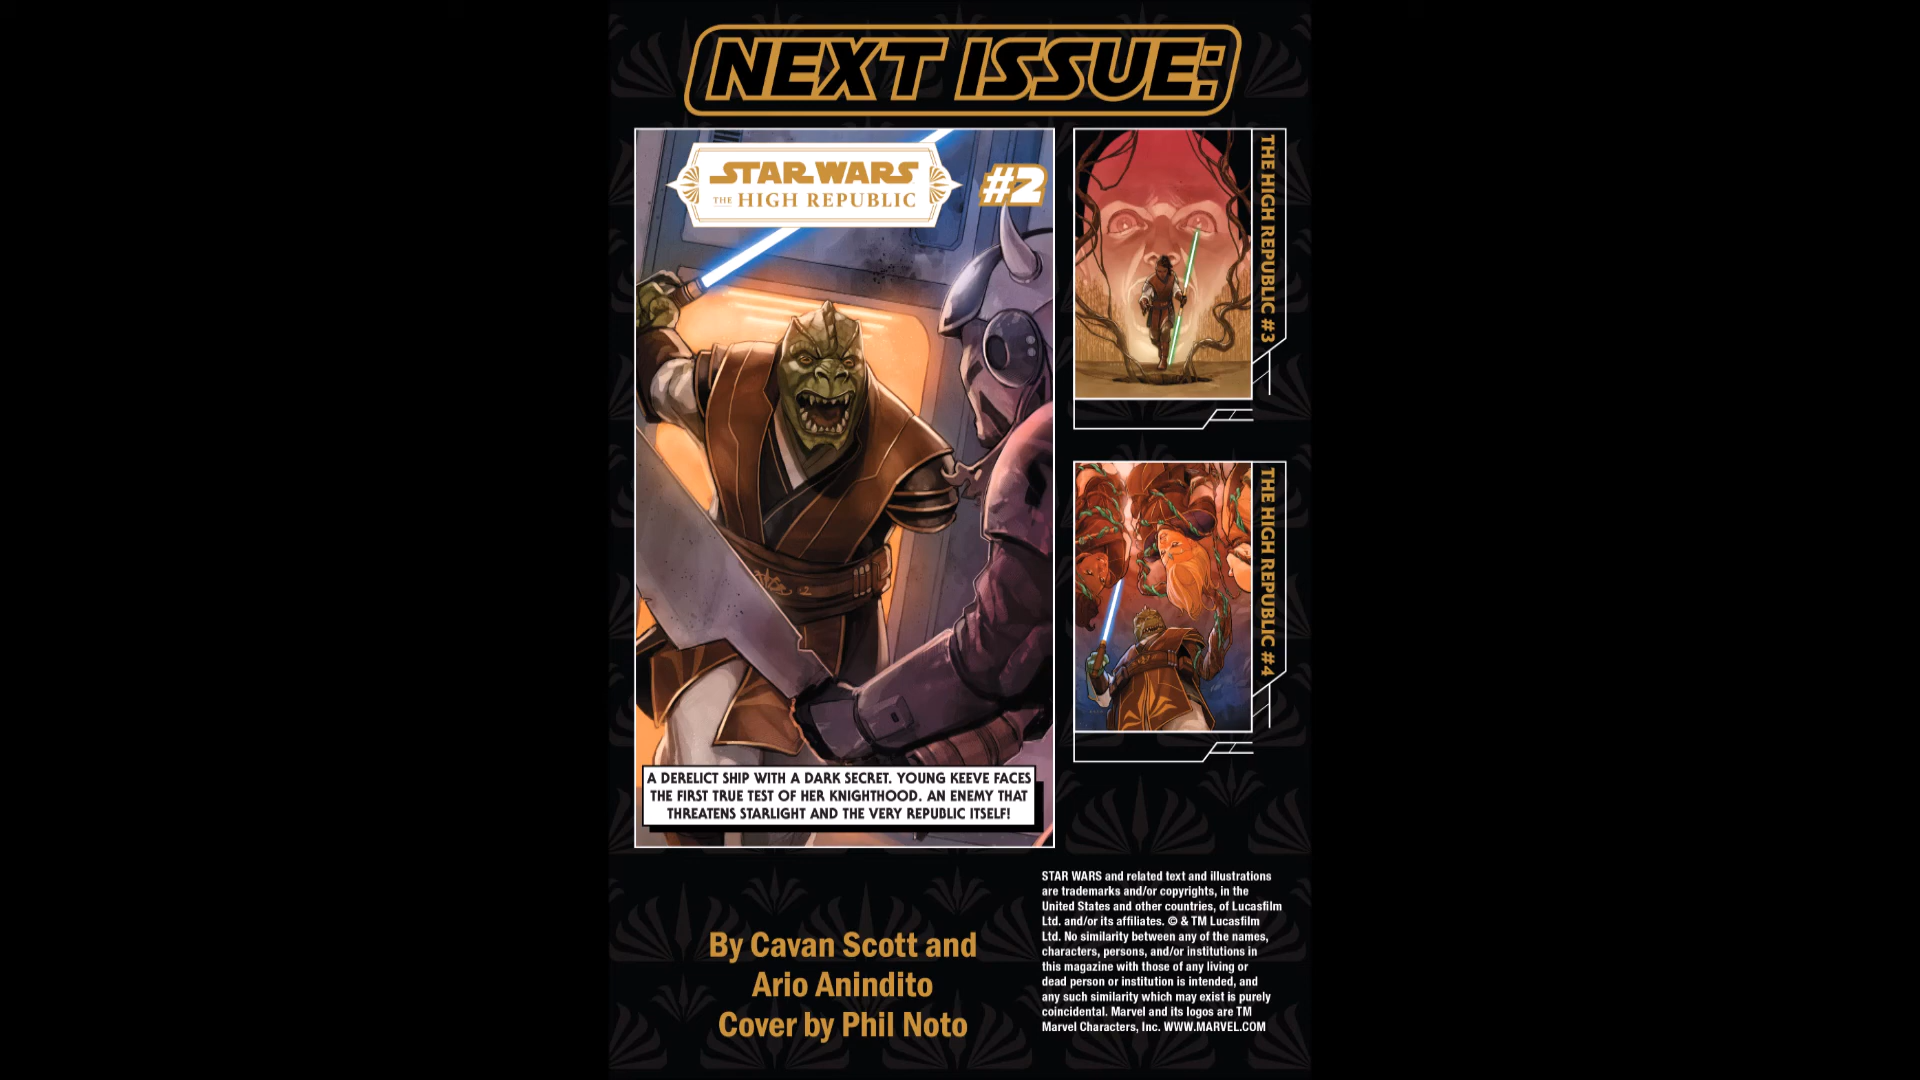 NEXT ISSUE:
STAR WARS
THE HIGH REPUBLIC
#2
A DERELICT SHIP WITH A DARK SECRET. YOUNG KEEVE FACES
THE FIRST TRUE TEST OF HER KNIGHTHOOD. AN ENEMY THAT
THREATENS STARLIGHT AND THE VERY REPUBLIC ITSELF!
THE HIGH REPUBLIC #3
THE HIGH REPUBLIC #4
By Cavan Scott and
Ario Anindito
Cover by Phil Noto
STAR WARS and related text and illustrations
are trademarks and/or copyrights, in the
United States and other countries, of Lucasfilm
Ltd. and/or its affiliates. © & TM Lucasfilm
Ltd. No similarity between any of the names,
characters, persons, and/or institutions in
this magazine with those of any living or
dead person or institution is intended, and
any such similarity which may exist is purely
coincidental. Marvel and its logos are TM
Marvel Characters, Inc. WWW.MARVEL.COM